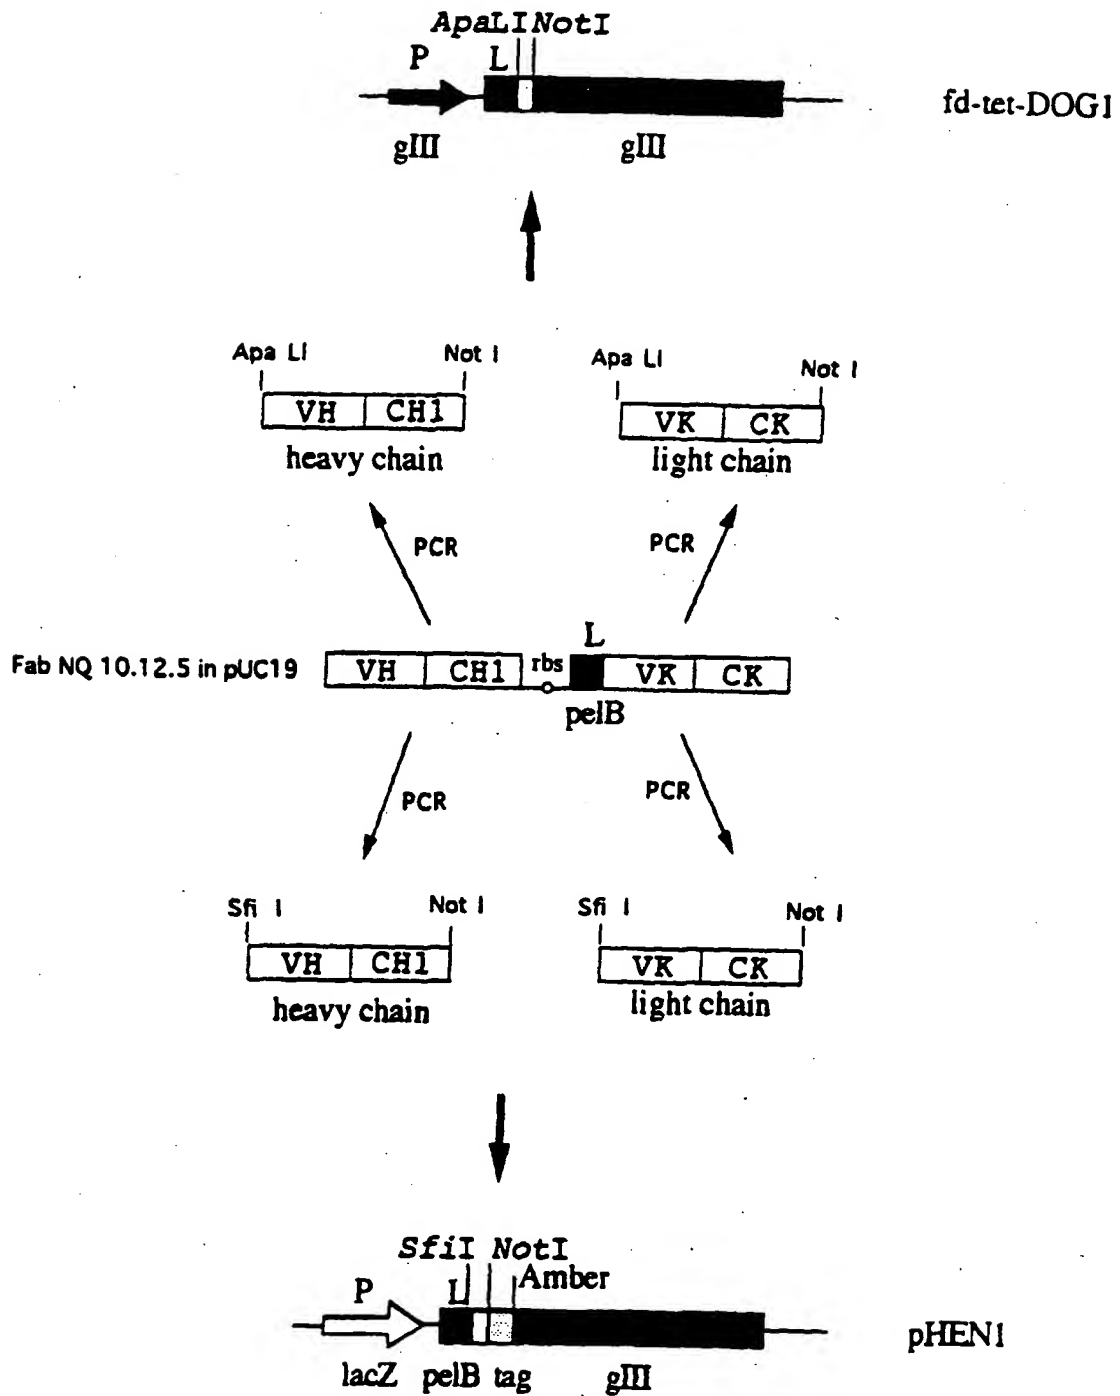 ApaLI NotI
P L
fd-tet-DOG1
gIII gIII
Apa LI Not I Apa LI Not I
VH CH1 VK CK
heavy chain light chain
PCR PCR
L
Fab NQ 10.12.5 in pUC19 VH CH1 rbs VK CK
pelB
PCR PCR
Sfi I Not I Sfi I Not I
VH CH1 VK CK
heavy chain light chain
SfiI NotI
P L Amber
pHEN1
lacZ pelB tag gIII